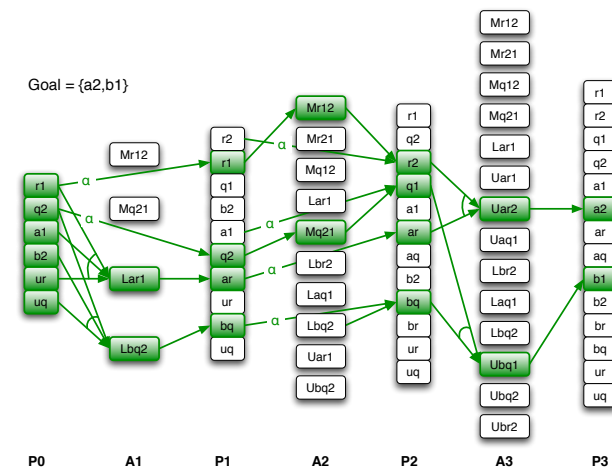 Goal = {a2,b1}
r1
q2
a1
b2
ur
uq
α
α
Mr12
Mq21
Lar1
Lbq2
r2
r1
q1
b2
a1
q2
ar
ur
bq
uq
α
α
α
α
Mr12
Mr21
Mq12
Lar1
Mq21
Lbr2
Laq1
Lbq2
Uar1
Ubq2
r1
q2
r2
q1
a1
ar
aq
b2
bq
br
ur
uq
Mr12
Mr21
Mq12
Mq21
Lar1
Uar1
Uar2
Uaq1
Lbr2
Laq1
Lbq2
Ubq1
Ubq2
Ubr2
r1
r2
q1
q2
a1
a2
ar
aq
b1
b2
br
bq
ur
uq
P0 A1 P1 A2 P2 A3 P3